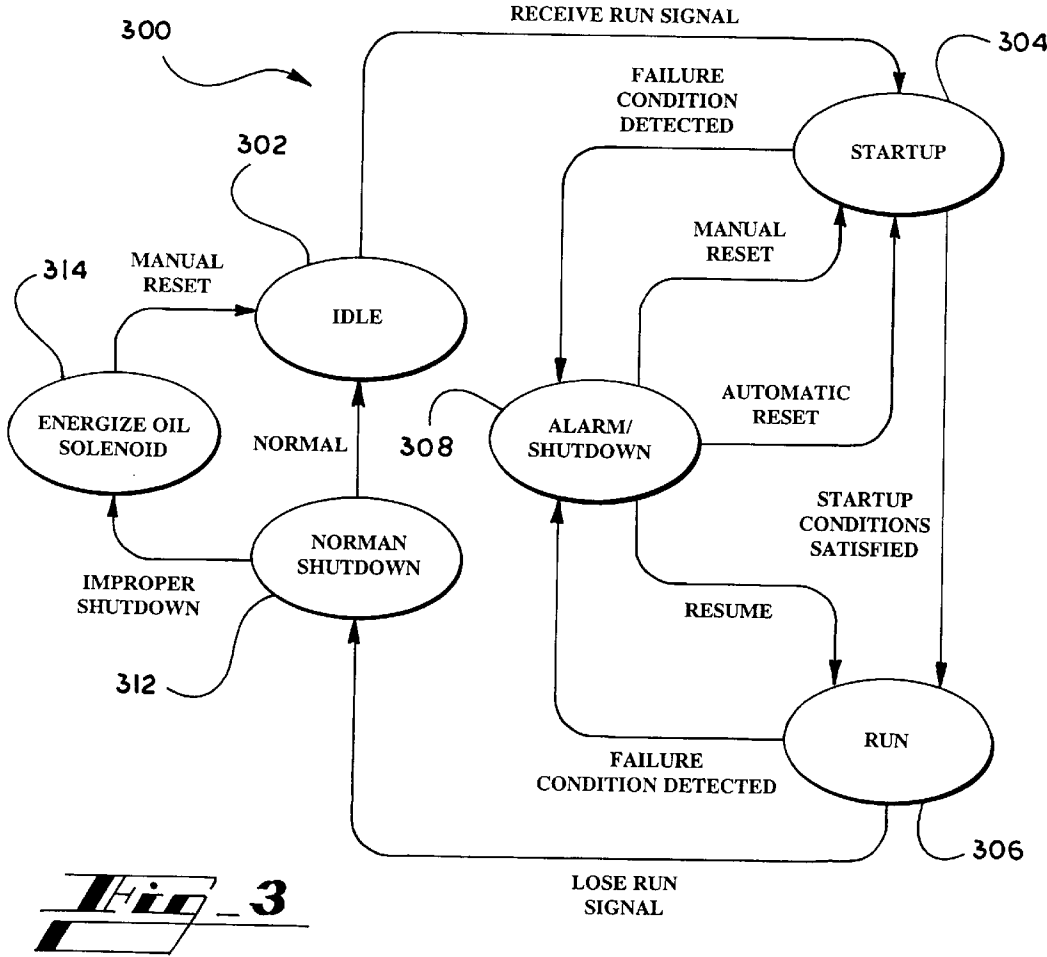 RECEIVE RUN SIGNAL
300
304
FAILURE
CONDITION
DETECTED
STARTUP
302
MANUAL
RESET
314
MANUAL
RESET
IDLE
AUTOMATIC
RESET
ENERGIZE OIL
SOLENOID
308
ALARM/
SHUTDOWN
NORMAL
STARTUP
CONDITIONS
SATISFIED
NORMAN
SHUTDOWN
IMPROPER
SHUTDOWN
RESUME
312
RUN
FAILURE
CONDITION DETECTED
306
LOSE RUN
SIGNAL
Fig_3